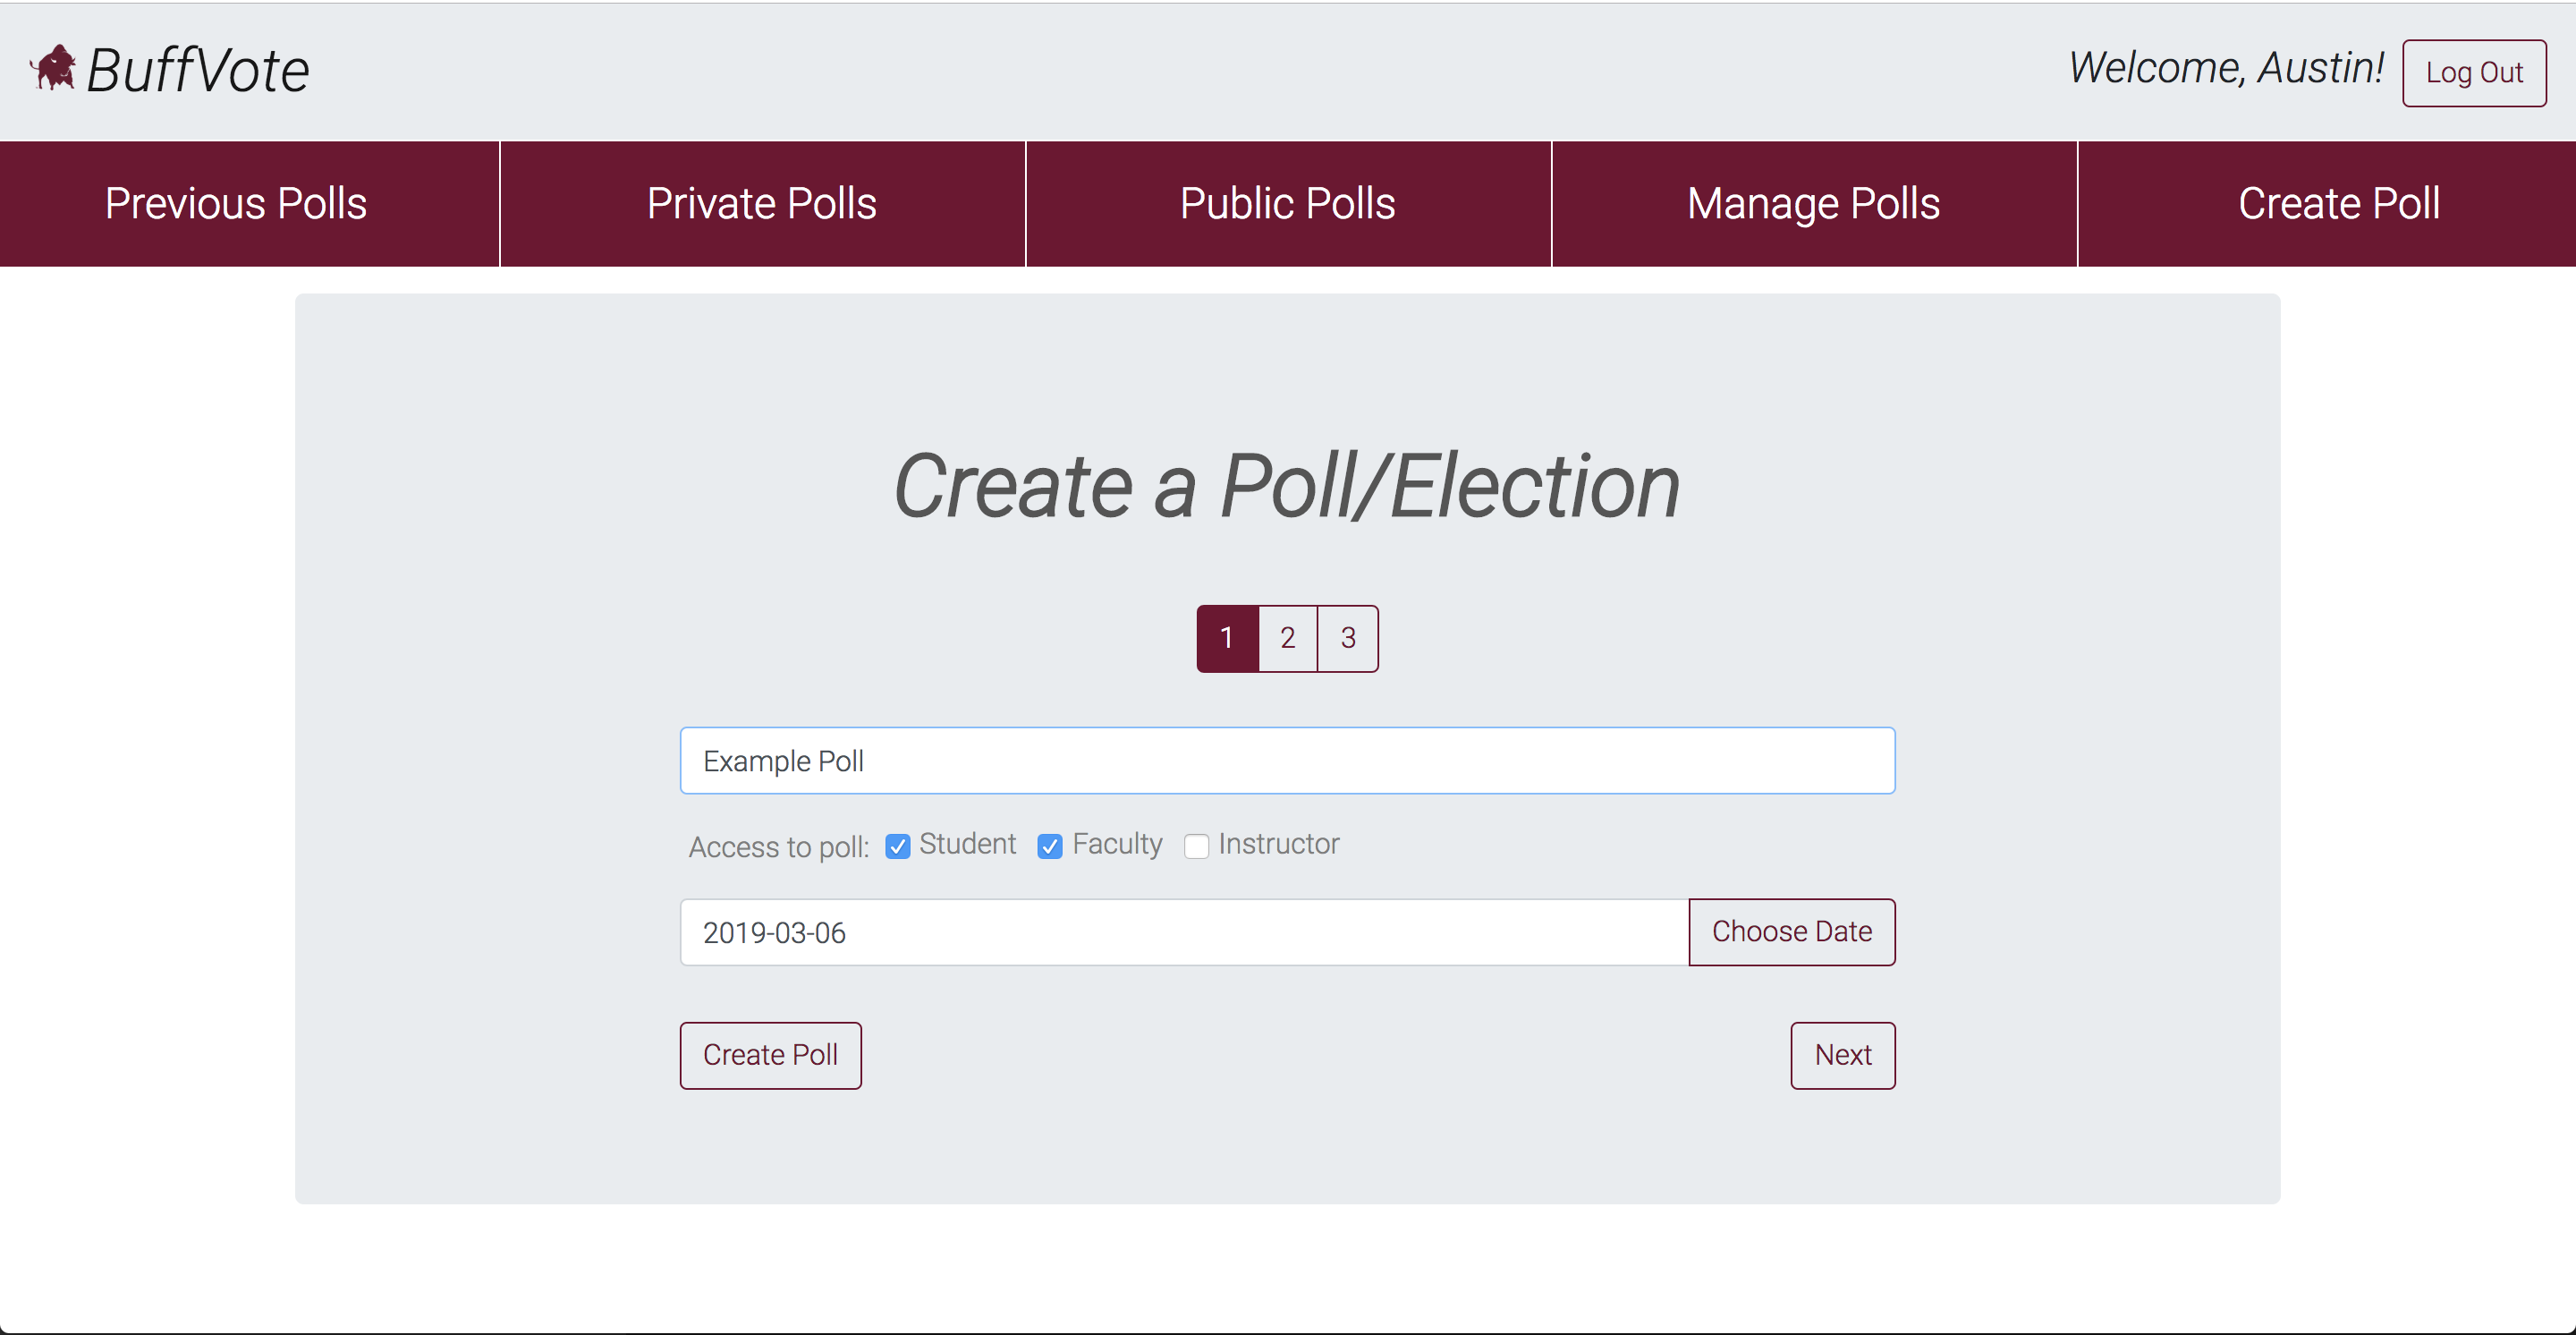 BuffVote
Welcome, Austin! Log Out
Previous Polls Private Polls Public Polls Manage Polls Create Poll
Create a Poll/Election
1 2 3
Example Poll
Access to poll: Student Faculty Instructor
2019-03-06 Choose Date
Create Poll Next